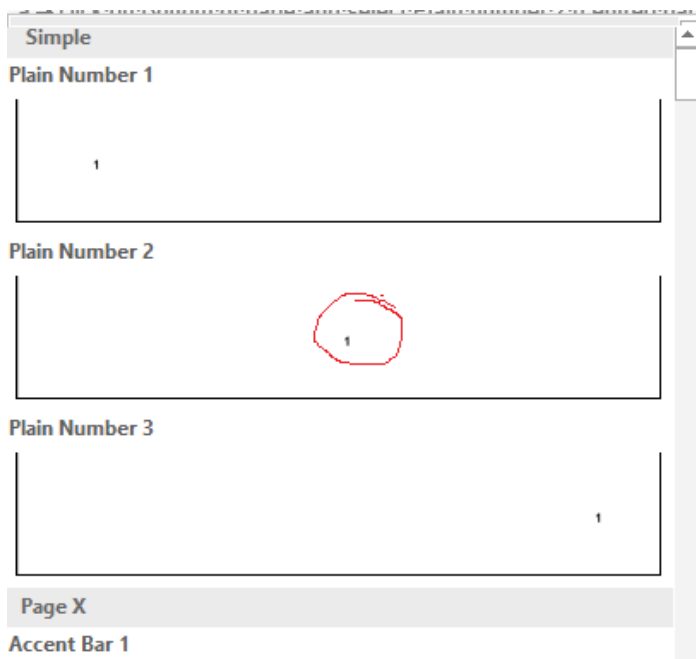 Simple
Plain Number 1
1
Plain Number 2
1
Plain Number 3
1
Page X
Accent Bar 1